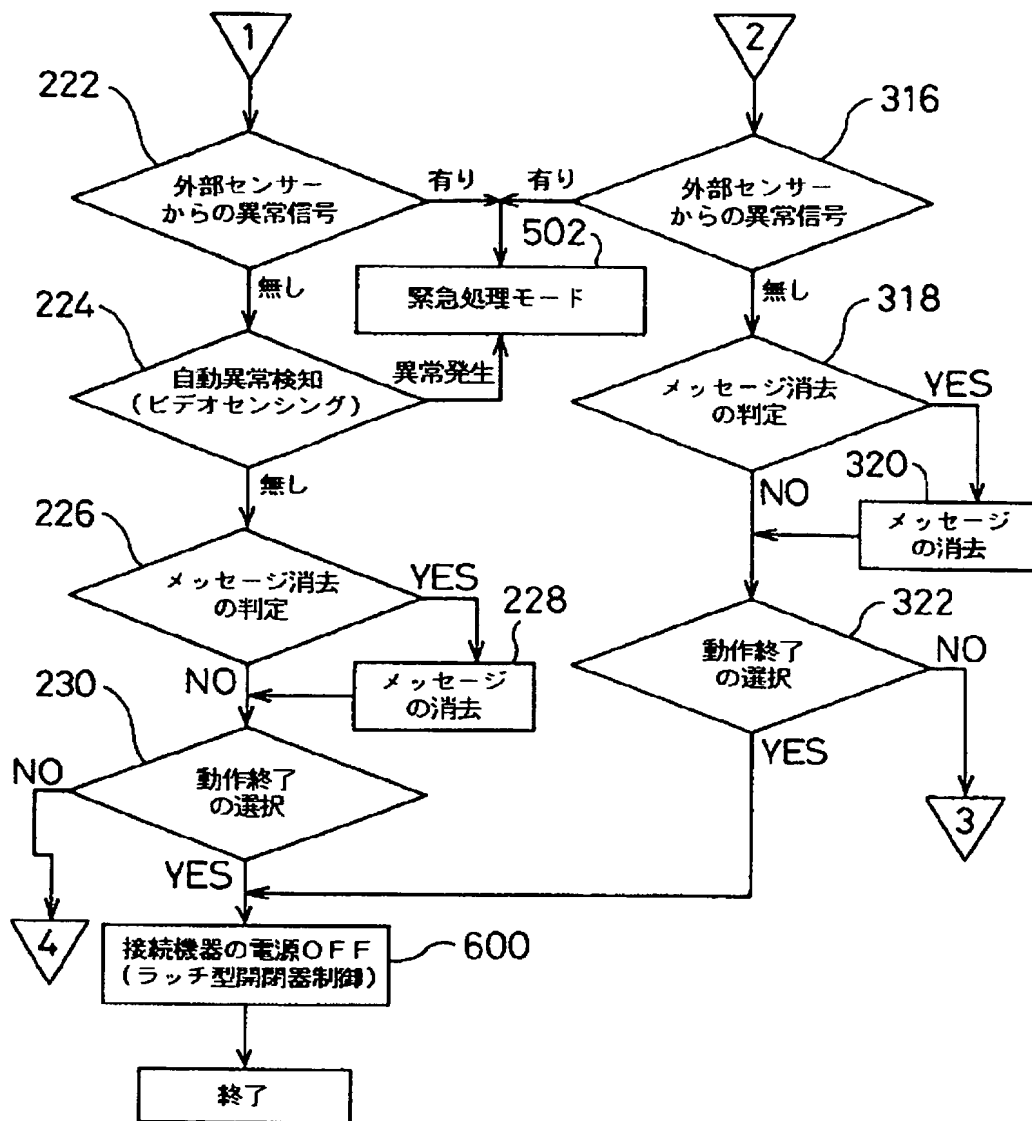 1
2
222
316
外部センサー
からの異常信号
有り
有り
外部センサー
からの異常信号
502
緊急処理モード
無し
無し
224
318
自動異常検知
(ビデオセンシング)
異常発生
メッセージ消去
の判定
YES
無し
NO
320
メッセージ
の消去
226
メッセージ消去
の判定
YES
228
メッセージ
の消去
NO
322
動作終了
の選択
NO
YES
3
230
動作終了
の選択
NO
YES
4
接続機器の電源OFF
(ラッチ型開閉器制御)
600
終了